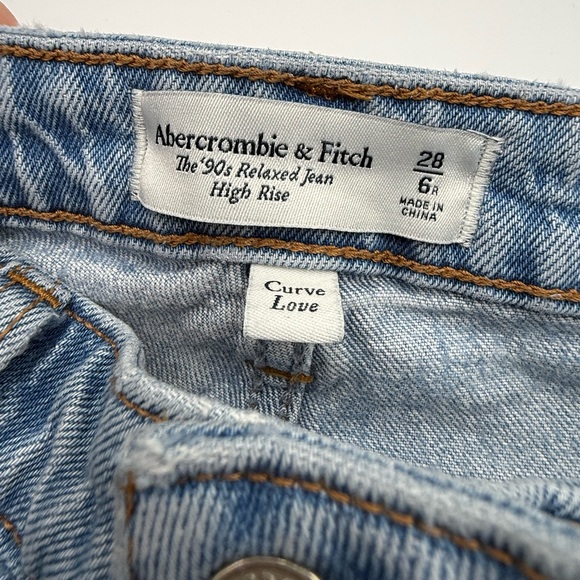 Abercrombie & Fitch
The '90s Relaxed Jean
High Rise
28
6R
MADE IN
CHINA
Curve
Love